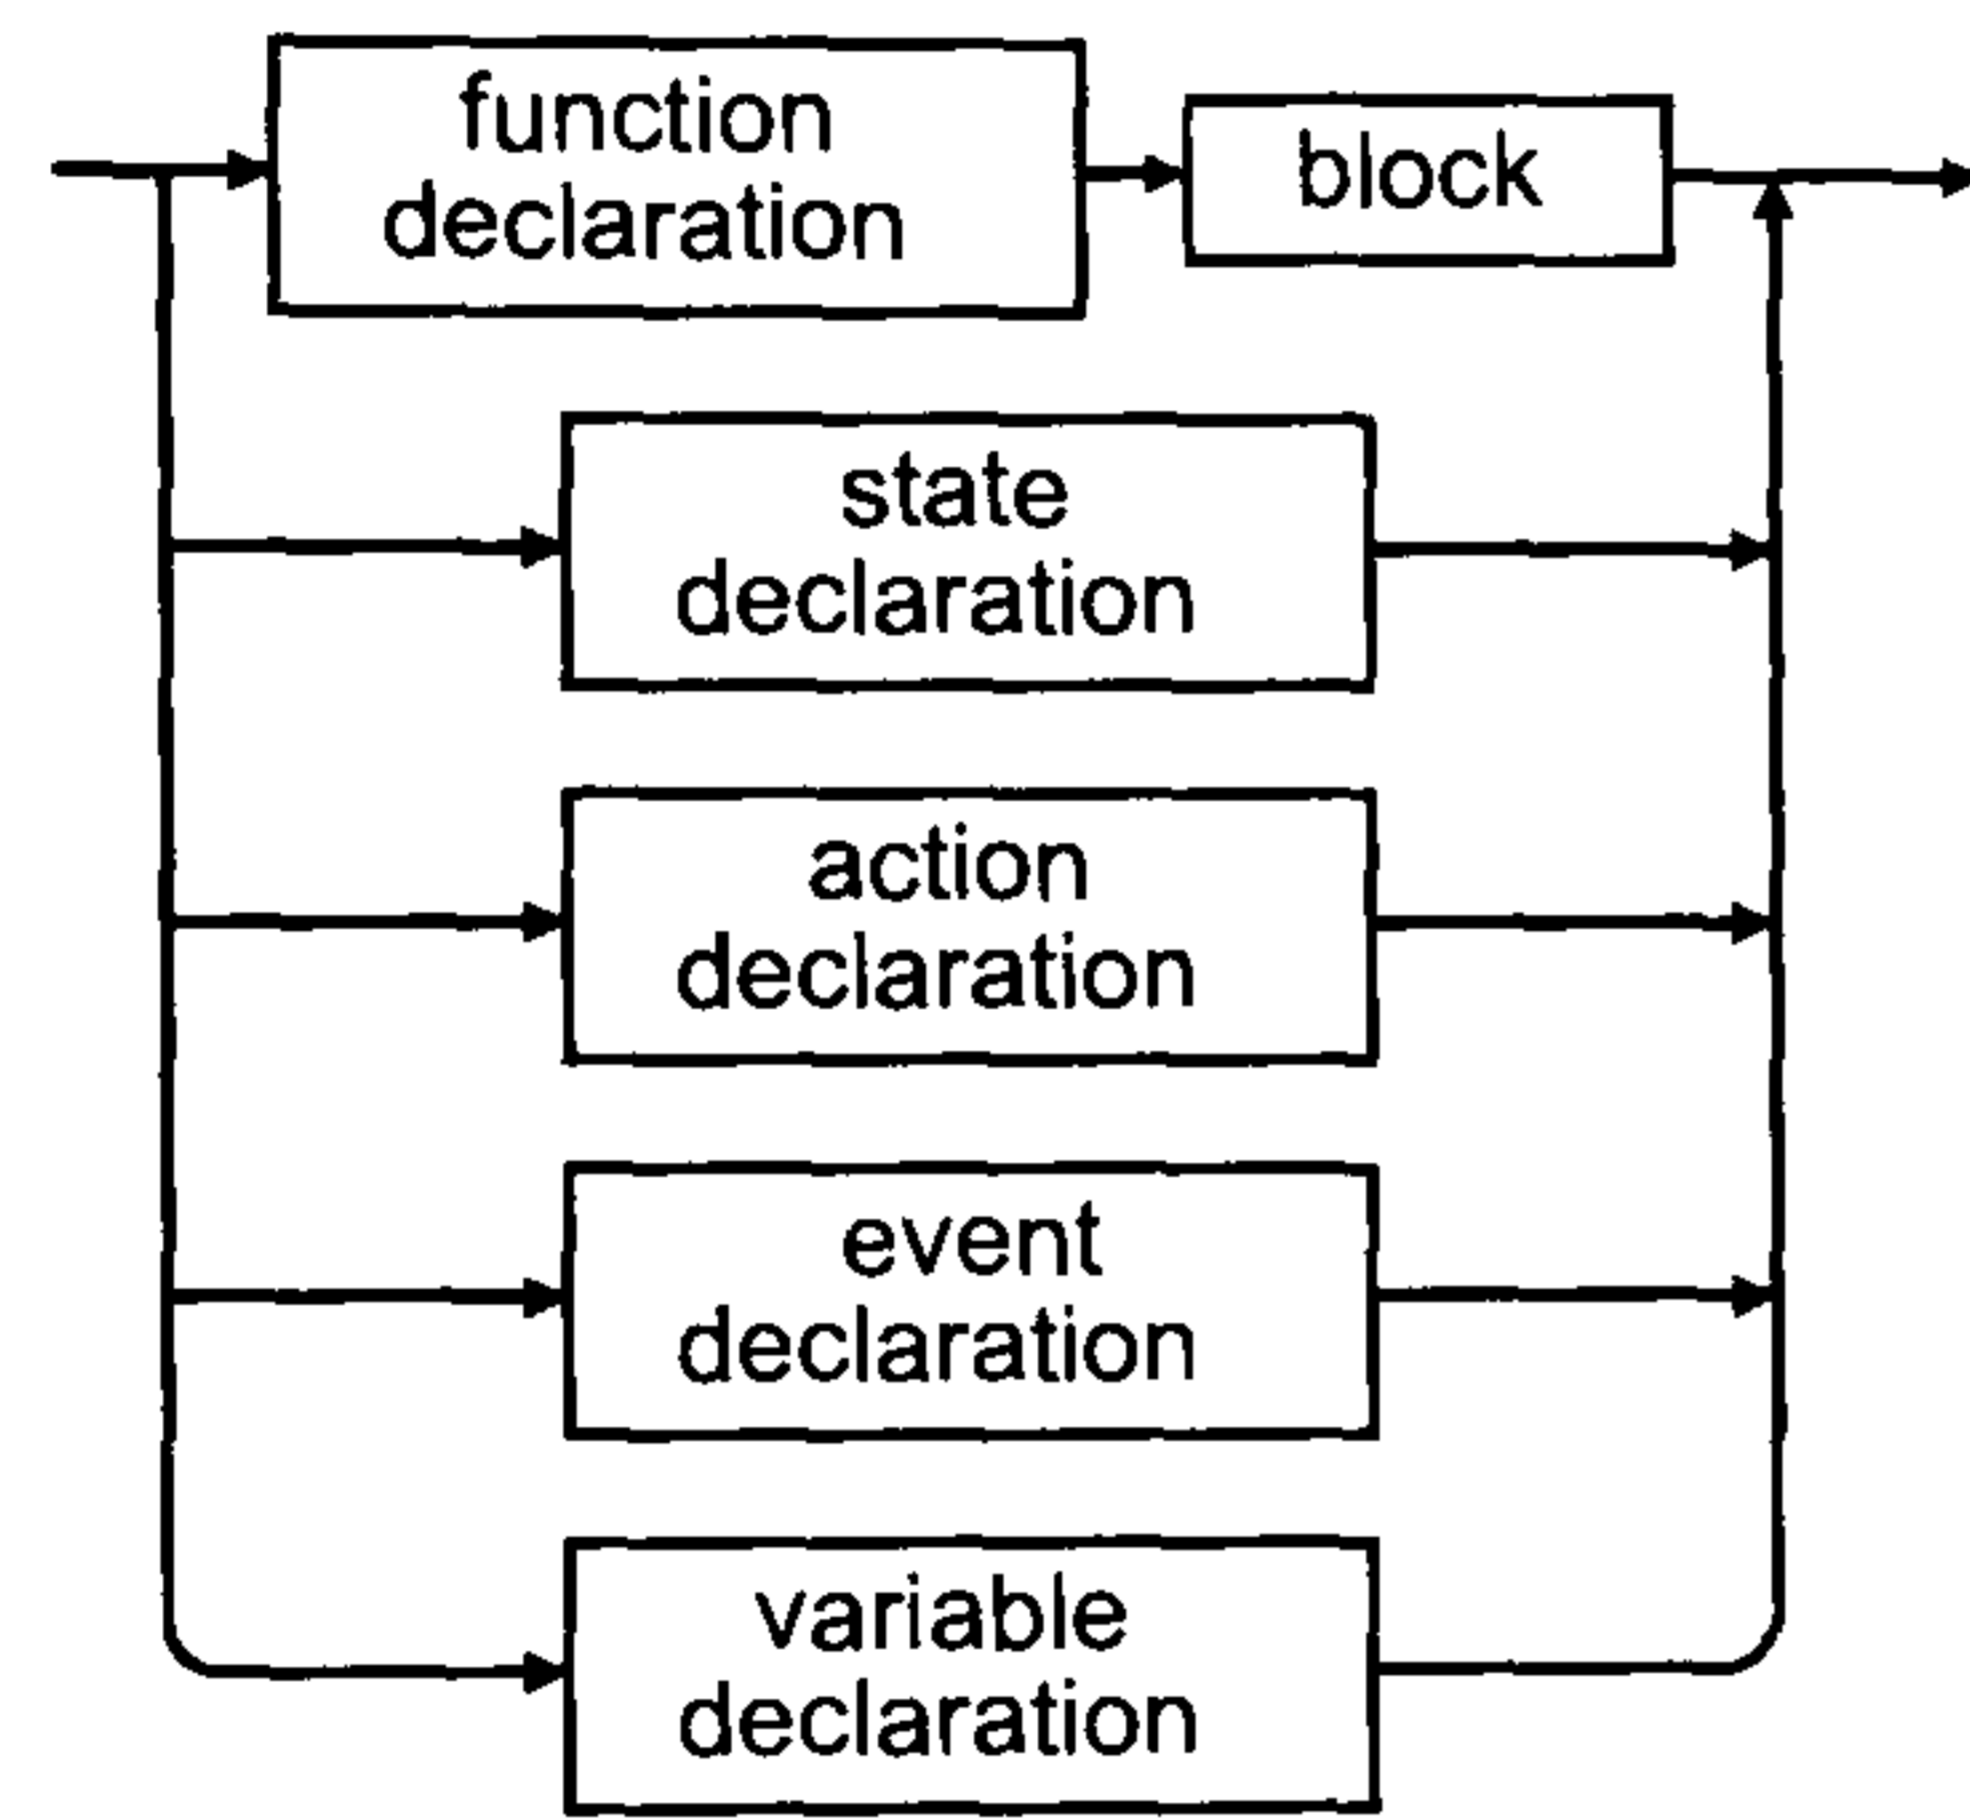 function
declaration
block
state
declaration
action
declaration
event
declaration
variable
declaration